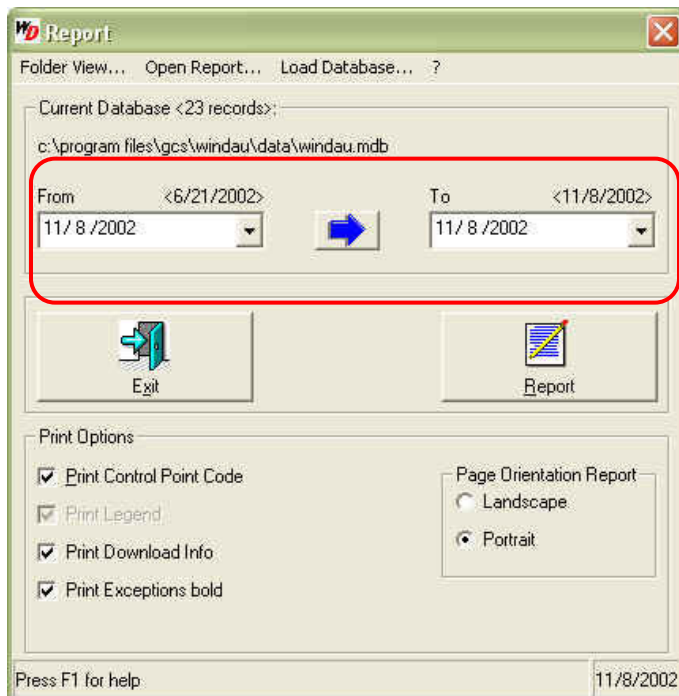 WD Report
Folder View... Open Report... Load Database... ?
Current Database <23 records>:
c:\program files\gcs\windau\data\windau.mdb
From <6/21/2002> To <11/8/2002>
11/ 8 /2002 11/ 8 /2002
Exit Report
Print Options
Print Control Point Code
Print Legend
Print Download Info
Print Exceptions bold
Page Orientation Report
Landscape
Portrait
Press F1 for help 11/8/2002